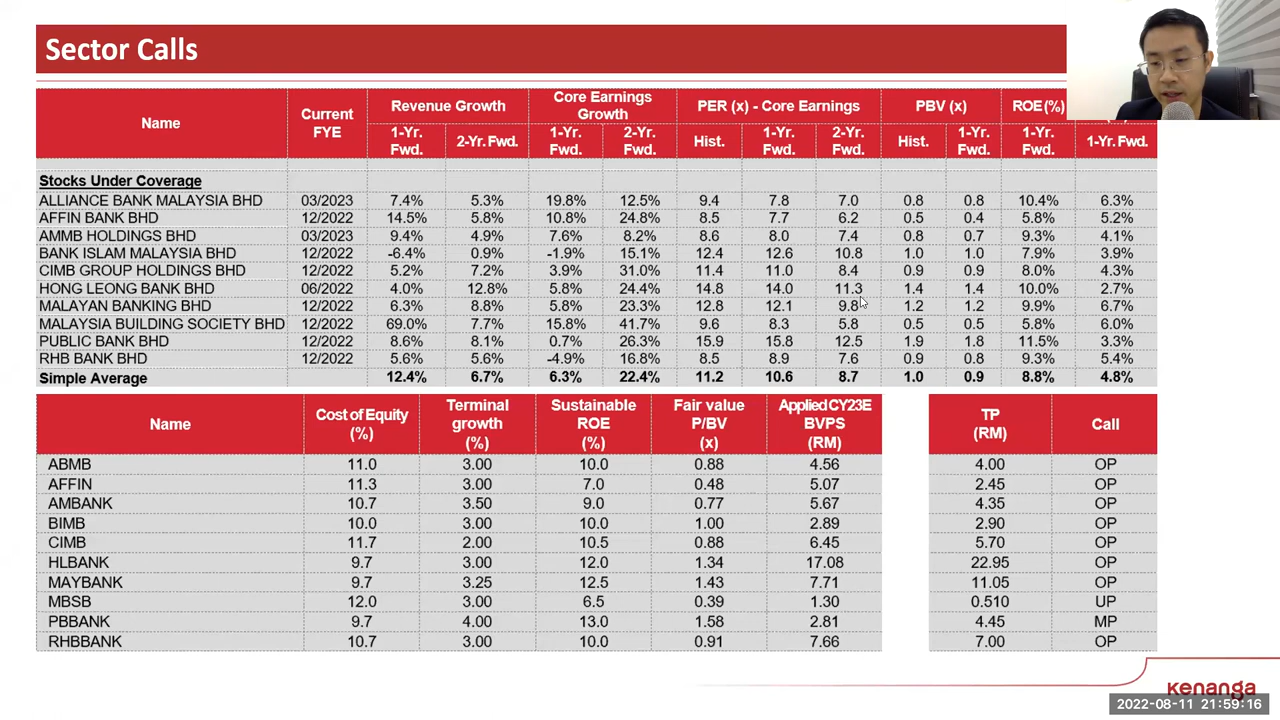 Sector Calls
Name Current FYE Revenue Growth Core Earnings Growth PER (x) - Core Earnings PBV (x) ROE(%)
1-Yr. Fwd. 2-Yr. Fwd. 1-Yr. Fwd. 2-Yr. Fwd. Hist. 1-Yr. Fwd. 2-Yr. Fwd. Hist. 1-Yr. Fwd. 1-Yr. Fwd. 1-Yr. Fwd.
Stocks Under Coverage
ALLIANCE BANK MALAYSIA BHD 03/2023 7.4% 5.3% 19.8% 12.5% 9.4 7.8 7.0 0.8 0.8 10.4% 6.3%
AFFIN BANK BHD 12/2022 14.5% 5.8% 10.8% 24.8% 8.5 7.7 6.2 0.5 0.4 5.8% 5.2%
AMMB HOLDINGS BHD 03/2023 9.4% 4.9% 7.6% 8.2% 8.6 8.0 7.4 0.8 0.7 9.3% 4.1%
BANK ISLAM MALAYSIA BHD 12/2022 -6.4% 0.9% -1.9% 15.1% 12.4 12.6 10.8 1.0 1.0 7.9% 3.9%
CIMB GROUP HOLDINGS BHD 12/2022 5.2% 7.2% 3.9% 31.0% 11.4 11.0 8.4 0.9 0.9 8.0% 4.3%
HONG LEONG BANK BHD 06/2022 4.0% 12.8% 5.8% 24.4% 14.8 14.0 11.3 1.4 1.4 10.0% 2.7%
MALAYAN BANKING BHD 12/2022 6.3% 8.8% 5.8% 23.3% 12.8 12.1 9.8 1.2 1.2 9.9% 6.7%
MALAYSIA BUILDING SOCIETY BHD 12/2022 69.0% 7.7% 15.8% 41.7% 9.6 8.3 5.8 0.5 0.5 5.8% 6.0%
PUBLIC BANK BHD 12/2022 8.6% 8.1% 0.7% 26.3% 15.9 15.8 12.5 1.9 1.8 11.5% 3.3%
RHB BANK BHD 12/2022 5.6% 5.6% -4.9% 16.8% 8.5 8.9 7.6 0.9 0.8 9.3% 5.4%
Simple Average 12.4% 6.7% 6.3% 22.4% 11.2 10.6 8.7 1.0 0.9 8.8% 4.8%
Name Cost of Equity (%) Terminal growth (%) Sustainable ROE (%) Fair value P/BV (x) Applied CY23E BVPS (RM) TP (RM) Call
ABMB 11.0 3.00 10.0 0.88 4.56 4.00 OP
AFFIN 11.3 3.00 7.0 0.48 5.07 2.45 OP
AMBANK 10.7 3.50 9.0 0.77 5.67 4.35 OP
BIMB 10.0 3.00 10.0 1.00 2.89 2.90 OP
CIMB 11.7 2.00 10.5 0.88 6.45 5.70 OP
HLBANK 9.7 3.00 12.0 1.34 17.08 22.95 OP
MAYBANK 9.7 3.25 12.5 1.43 7.71 11.05 OP
MBSB 12.0 3.00 6.5 0.39 1.30 0.510 UP
PBBANK 9.7 4.00 13.0 1.58 2.81 4.45 MP
RHBBANK 10.7 3.00 10.0 0.91 7.66 7.00 OP
kenanga
2022-08-11 21:59:16